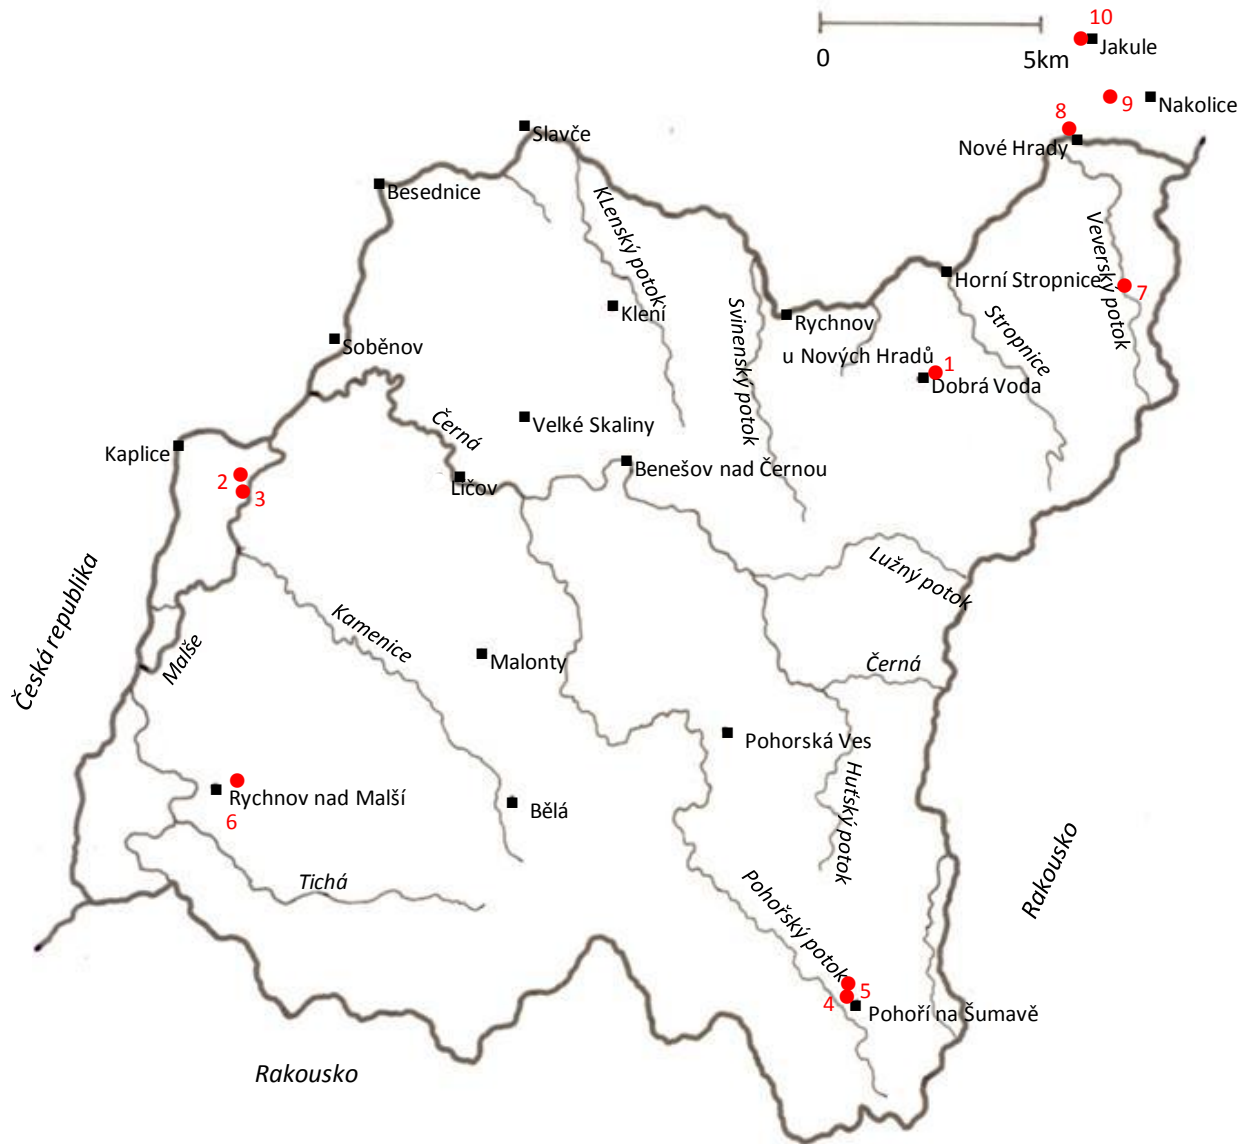 10
Jakule
0
5km
9
Nakolice
8
Nové Hrady
Slavče
Besednice
KLenský potok
Veverský potok
Horní Stropnice
7
Klení
Svinenský potok
Rychnov
u Nových Hradů
Stropnice
Soběnov
1
Dobrá Voda
Velké Skaliny
Černá
Kaplice
Benešov nad Černou
2
Ličov
3
Lužný potok
Česká republika
Kamenice
Malše
Malonty
Černá
Pohorská Ves
Rychnov nad Malší
Huťský potok
Bělá
6
Tichá
Rakousko
Pohořský potok
5
4
Pohoří na Šumavě
Rakousko